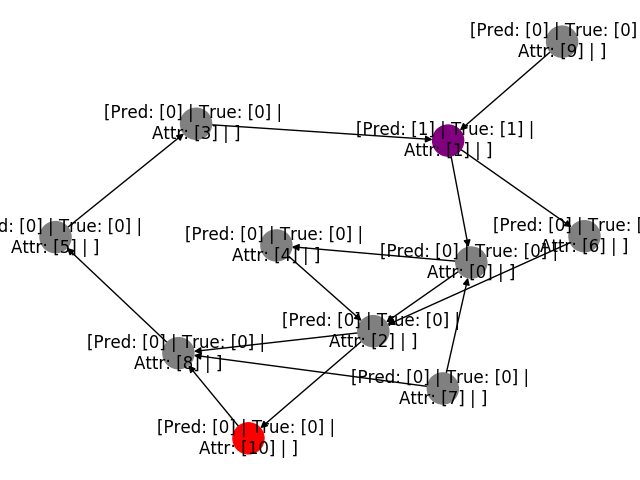 [Pred: [0] | True: [0]
Attr: [9] | ]
[Pred: [0] | True: [0] |
Attr: [3] | ]
[Pred: [1] | True: [1] |
Attr: [1] | ]
d: [0] | True: [0] |
Attr: [5] | ]
[Pred: [0] | True: [0] |
Attr: [4] | ]
[Pred: [0] | True: [
Attr: [6] | ]
[Pred: [0] | True: [0] |
Attr: [0] | ]
[Pred: [0] | True: [0] |
Attr: [2] | ]
[Pred: [0] | True: [0] |
Attr: [8] | ]
[Pred: [0] | True: [0] |
Attr: [7] | ]
[Pred: [0] | True: [0] |
Attr: [10] | ]